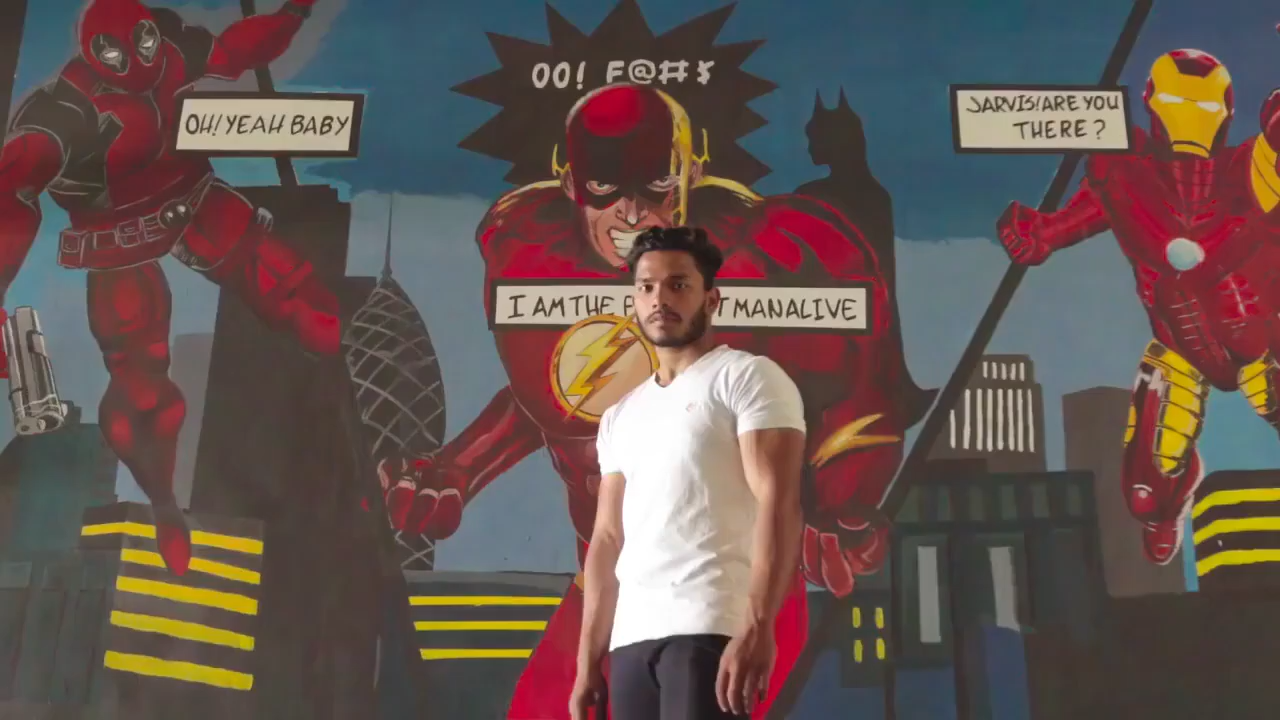 OH! YEAH BABY
OO! F@#$
JARVIS! ARE YOU
THERE?
I AM THE T MAN ALIVE